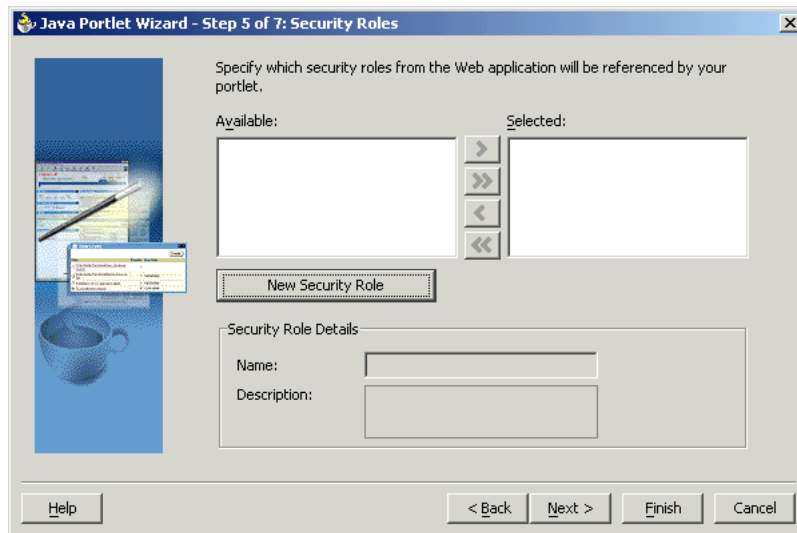 Java Portlet Wizard - Step 5 of 7: Security Roles
Specify which security roles from the Web application will be referenced by your
portlet.
Available:
Selected:
>
>>
<
<<
New Security Role
Security Role Details
Name:
Description:
Help
< Back
Next >
Finish
Cancel